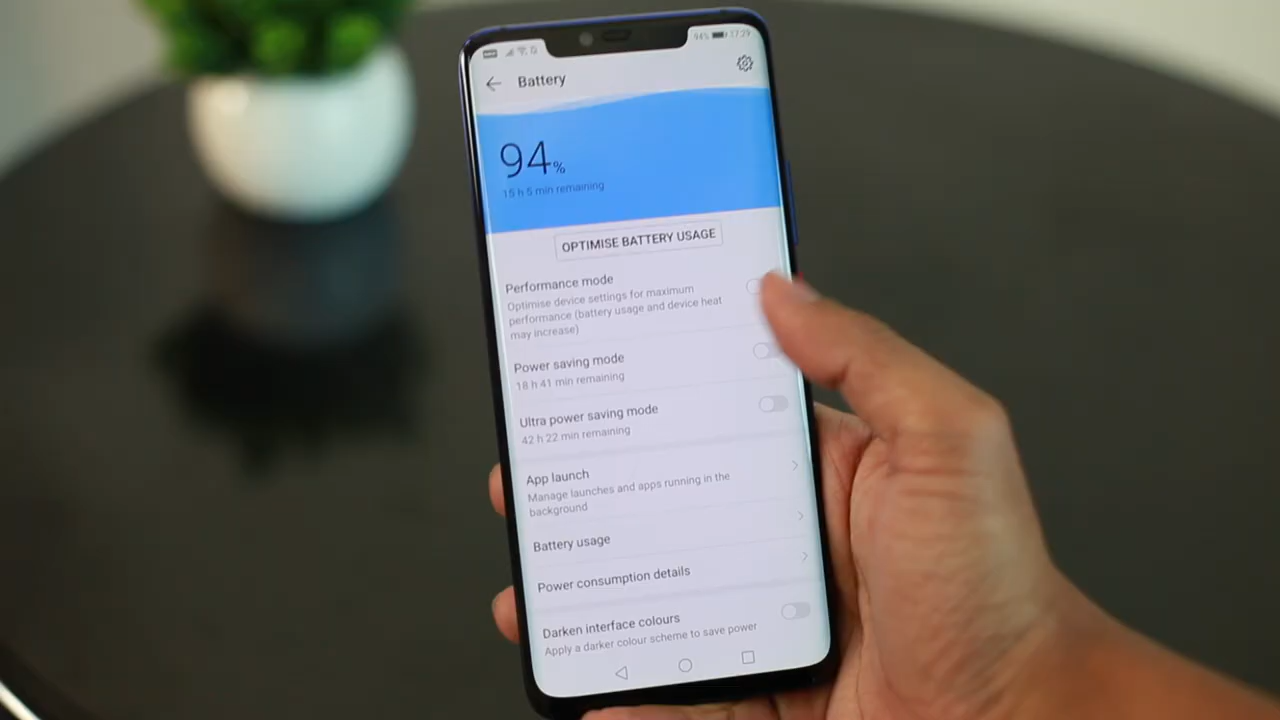 94% 17:29
Battery
94%
15 h 5 min remaining
OPTIMISE BATTERY USAGE
Performance mode
Optimise device settings for maximum
performance (battery usage and device heat
may increase)
Power saving mode
18 h 41 min remaining
Ultra power saving mode
42 h 22 min remaining
App launch
Manage launches and apps running in the
background
Battery usage
Power consumption details
Darken interface colours
Apply a darker colour scheme to save power